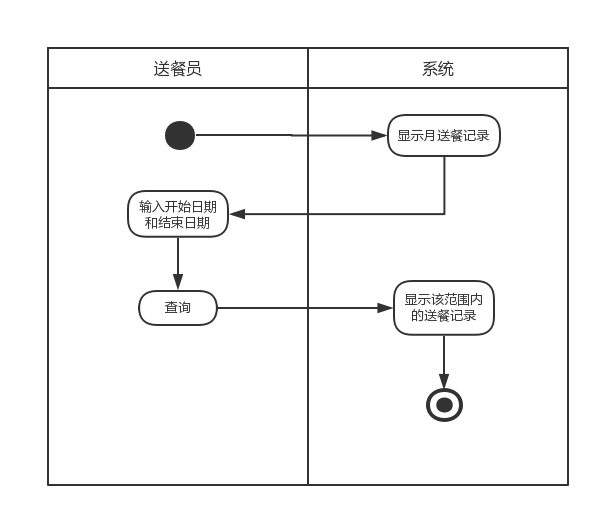 送餐员
系统
显示月送餐记录
输入开始日期
和结束日期
查询
显示该范围内
的送餐记录